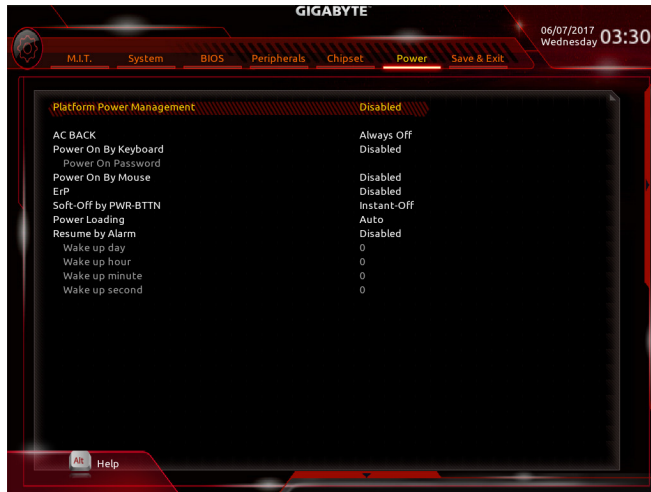 GIGABYTE™
06/07/2017
Wednesday 03:30
M.I.T. System BIOS Peripherals Chipset Power Save & Exit
Platform Power Management Disabled
AC BACK Always Off
Power On By Keyboard Disabled
Power On Password
Power On By Mouse Disabled
ErP Disabled
Soft-Off by PWR-BTTN Instant-Off
Power Loading Auto
Resume by Alarm Disabled
Wake up day 0
Wake up hour 0
Wake up minute 0
Wake up second 0
Alt Help